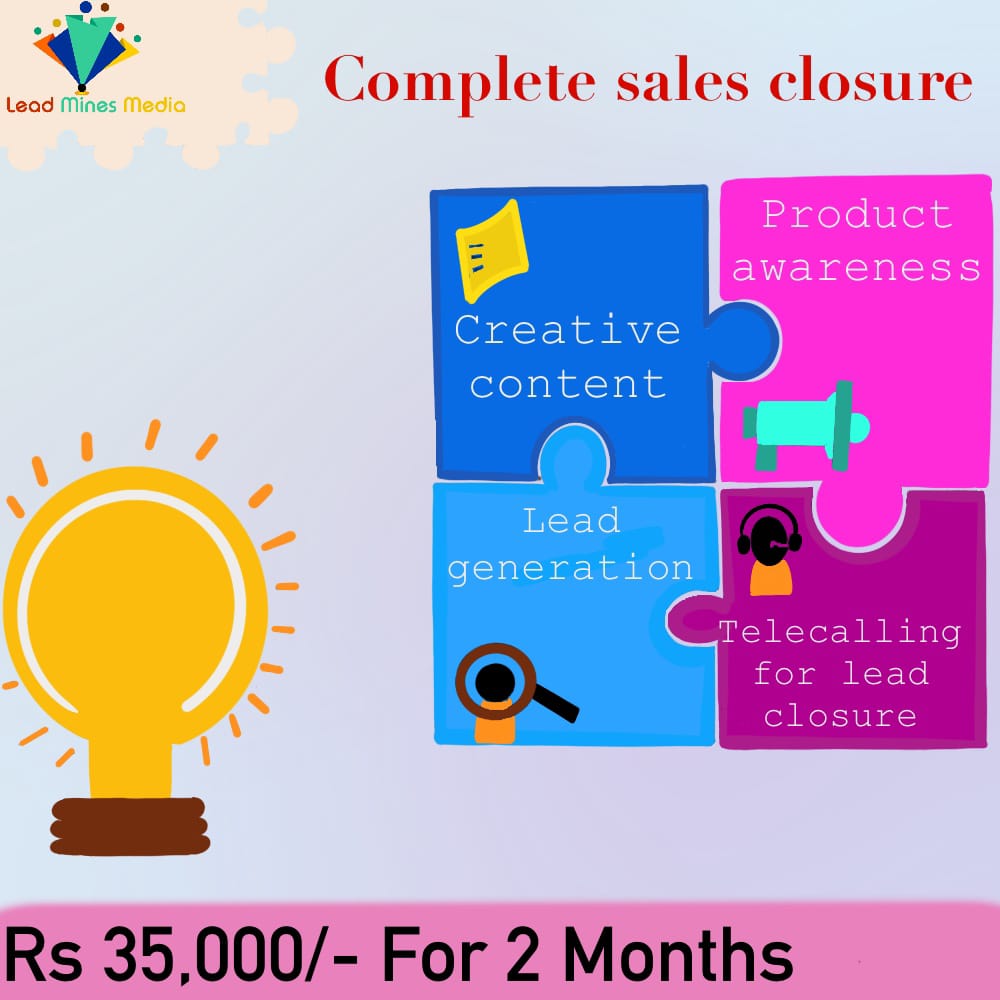 Lead Mines Media
Complete sales closure
Creative
content
Product
awareness
Lead
generation
Telecalling
for lead
closure
Rs 35,000/- For 2 Months